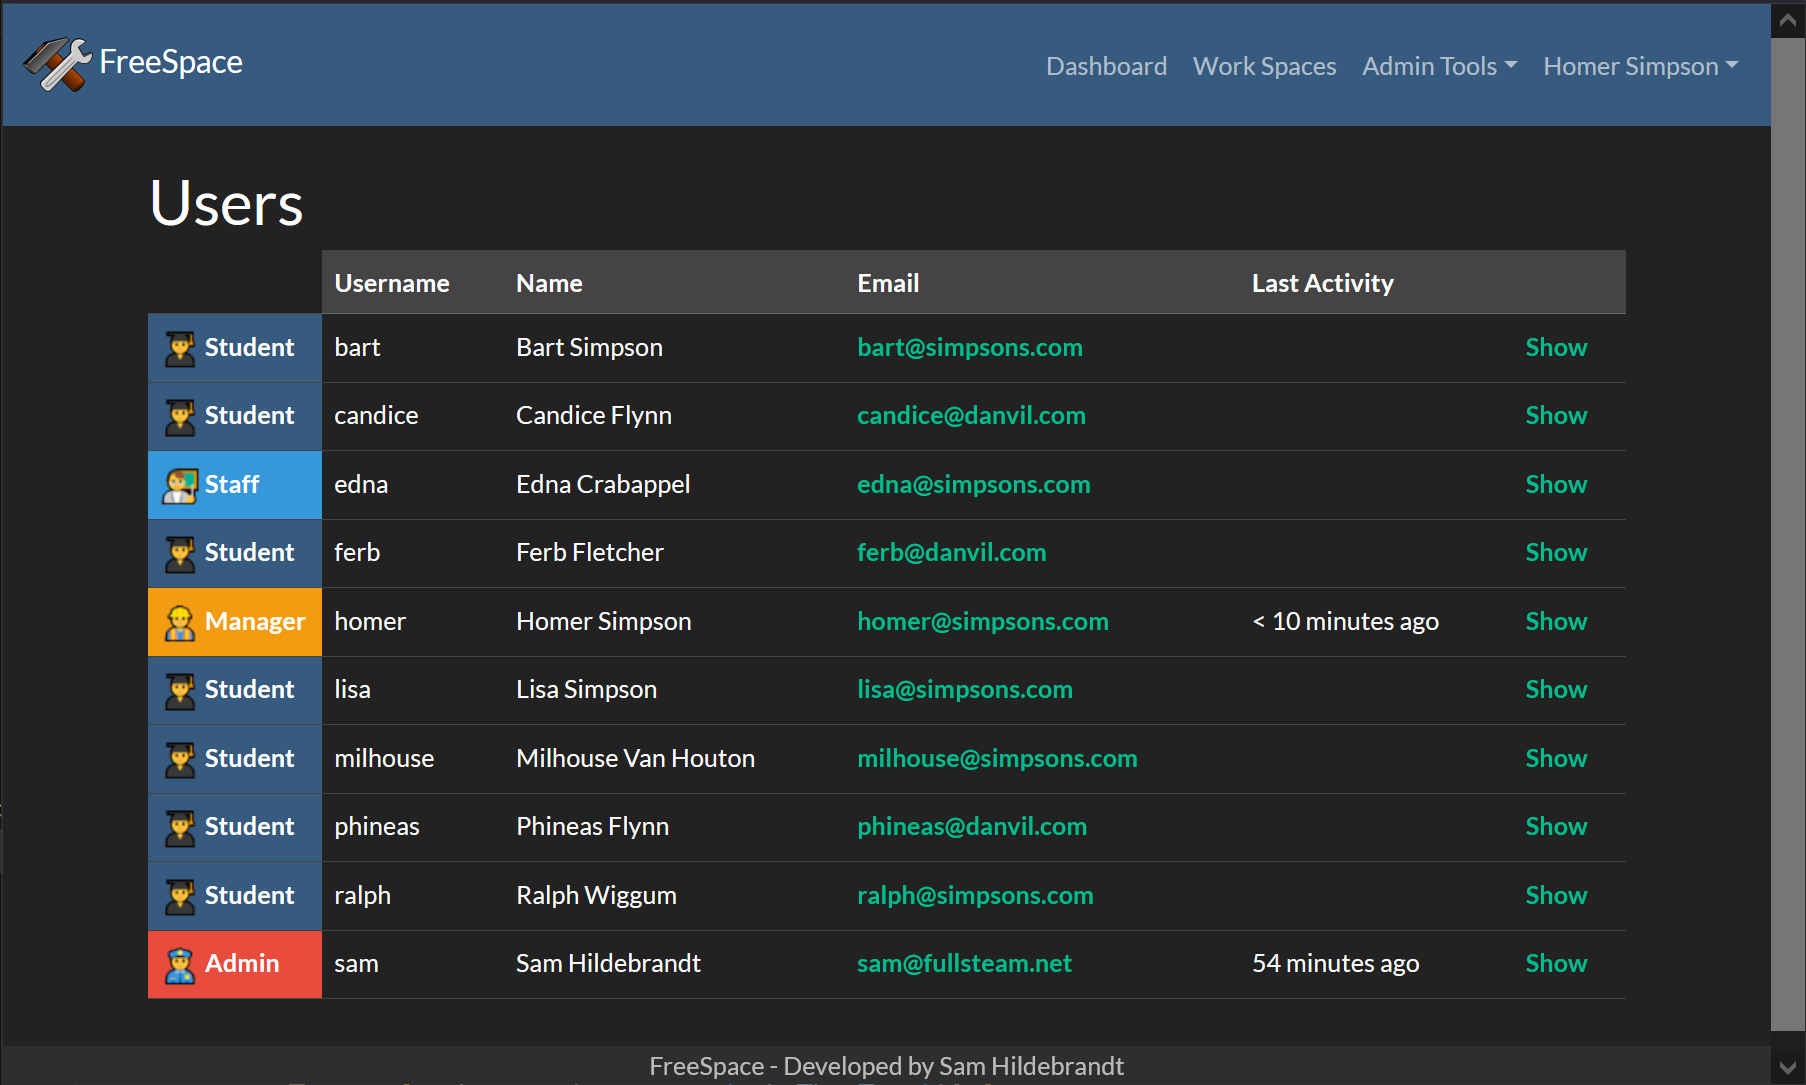 FreeSpace Dashboard Work Spaces Admin Tools Homer Simpson
Users
Username Name Email Last Activity
Student bart Bart Simpson bart@simpsons.com Show
Student candice Candice Flynn candice@danvil.com Show
Staff edna Edna Crabappel edna@simpsons.com Show
Student ferb Ferb Fletcher ferb@danvil.com Show
Manager homer Homer Simpson homer@simpsons.com < 10 minutes ago Show
Student lisa Lisa Simpson lisa@simpsons.com Show
Student milhouse Milhouse Van Houton milhouse@simpsons.com Show
Student phineas Phineas Flynn phineas@danvil.com Show
Student ralph Ralph Wiggum ralph@simpsons.com Show
Admin sam Sam Hildebrandt sam@fullsteam.net 54 minutes ago Show
FreeSpace - Developed by Sam Hildebrandt